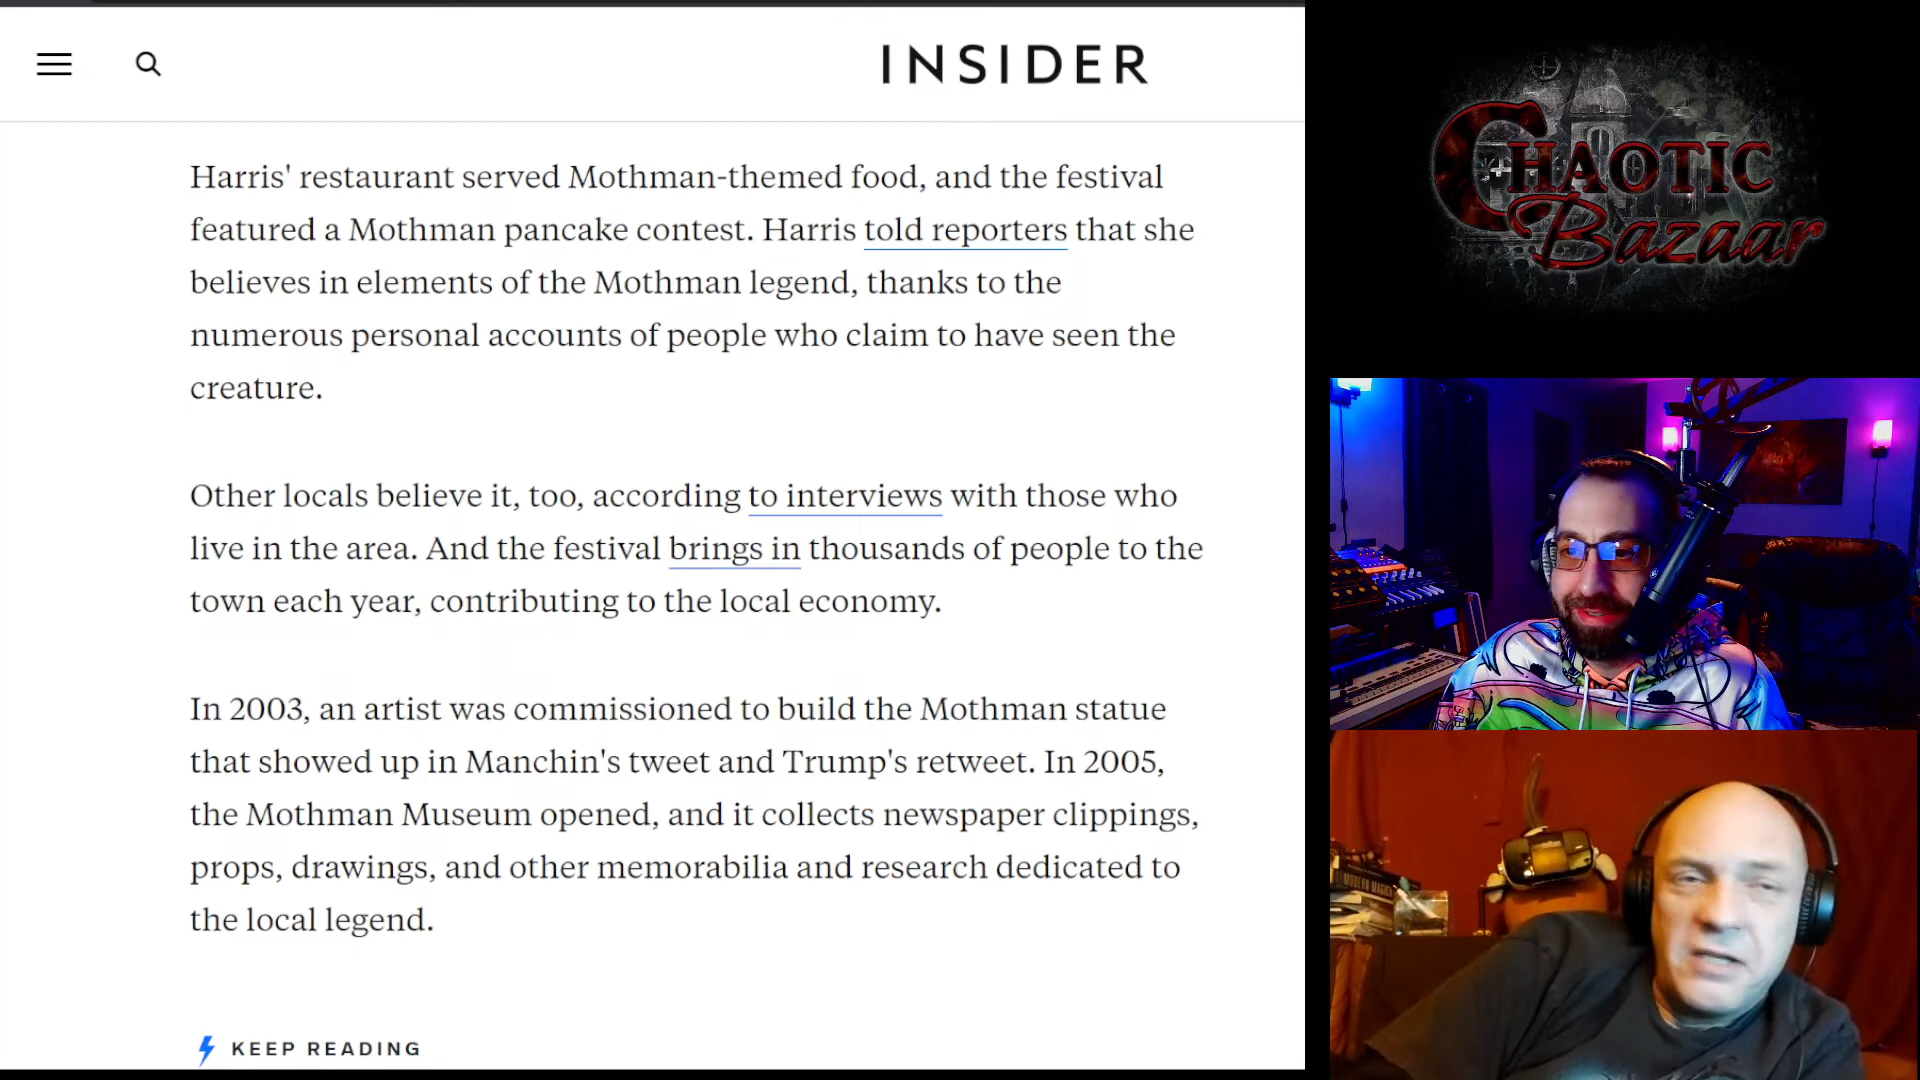 INSIDER
Harris' restaurant served Mothman-themed food, and the festival
featured a Mothman pancake contest. Harris told reporters that she
believes in elements of the Mothman legend, thanks to the
numerous personal accounts of people who claim to have seen the
creature.
Other locals believe it, too, according to interviews with those who
live in the area. And the festival brings in thousands of people to the
town each year, contributing to the local economy.
In 2003, an artist was commissioned to build the Mothman statue
that showed up in Manchin's tweet and Trump's retweet. In 2005,
the Mothman Museum opened, and it collects newspaper clippings,
props, drawings, and other memorabilia and research dedicated to
the local legend.
KEEP READING
CHAOTIC
Bazaar
MODERN MAGICK